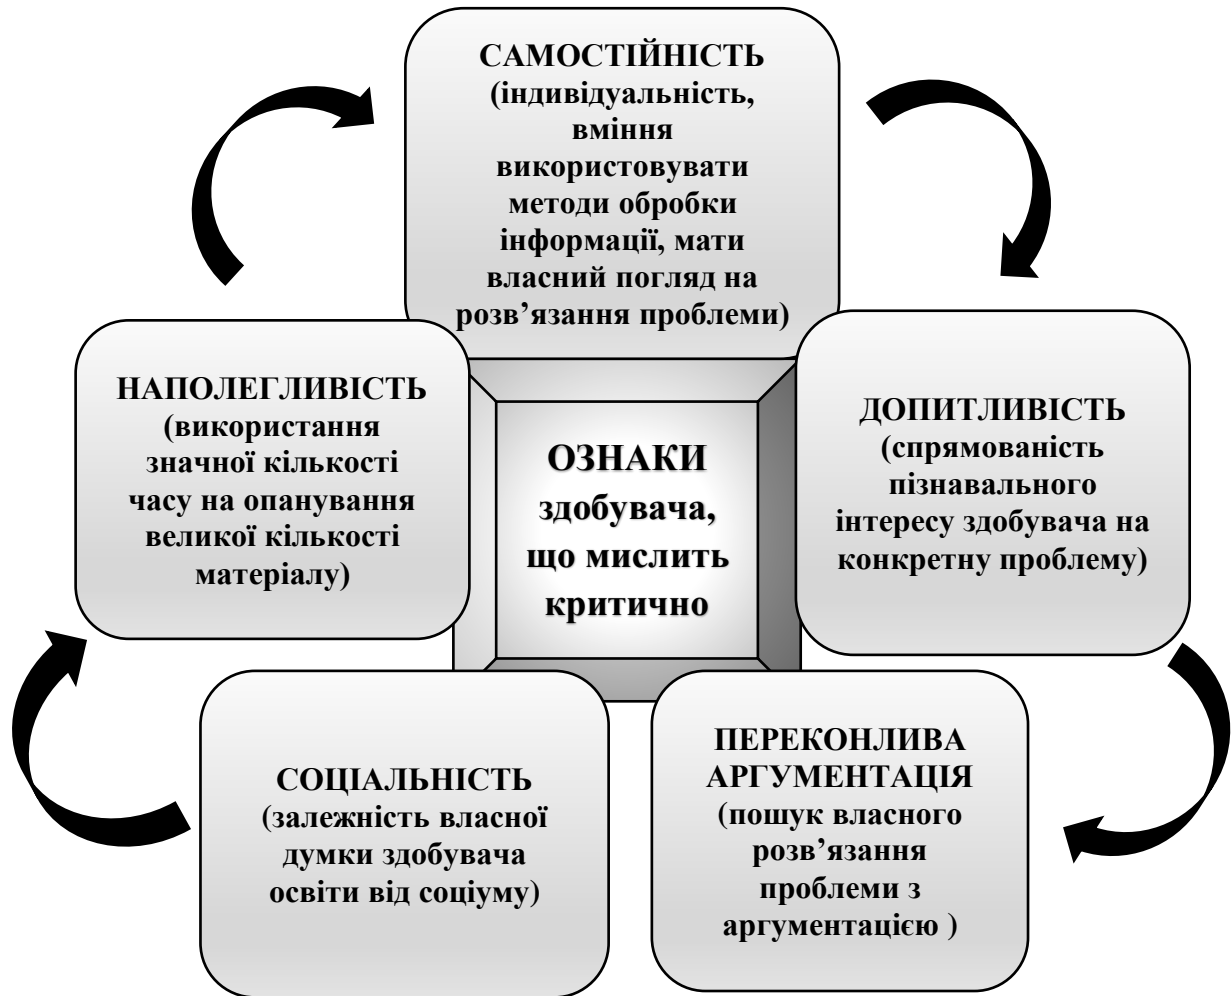 САМОСТІЙНІСТЬ
(індивідуальність,
вміння
використовувати
методи обробки
інформації, мати
власний погляд на
розв’язання проблеми)
НАПОЛЕГЛИВІСТЬ
(використання
значної кількості
часу на опанування
великої кількості
матеріалу)
ОЗНАКИ
здобувача,
що мислить
критично
ДОПИТЛИВІСТЬ
(спрямованість
пізнавального
інтересу здобувача на
конкретну проблему)
СОЦІАЛЬНІСТЬ
(залежність власної
думки здобувача
освіти від соціуму)
ПЕРЕКОНЛИВА
АРГУМЕНТАЦІЯ
(пошук власного
розв’язання
проблеми з
аргументацією )